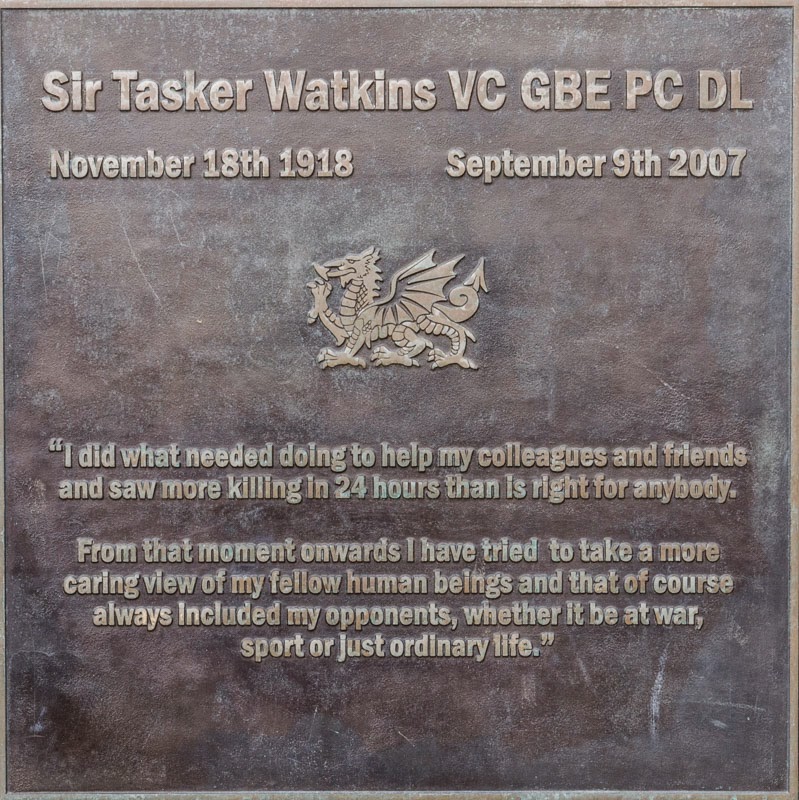 Sir Tasker Watkins VC GBE PC DL
November 18th 1918 September 9th 2007
“I did what needed doing to help my colleagues and friends
and saw more killing in 24 hours than is right for anybody.
From that moment onwards I have tried to take a more
caring view of my fellow human beings and that of course
always included my opponents, whether it be at war,
sport or just ordinary life.”